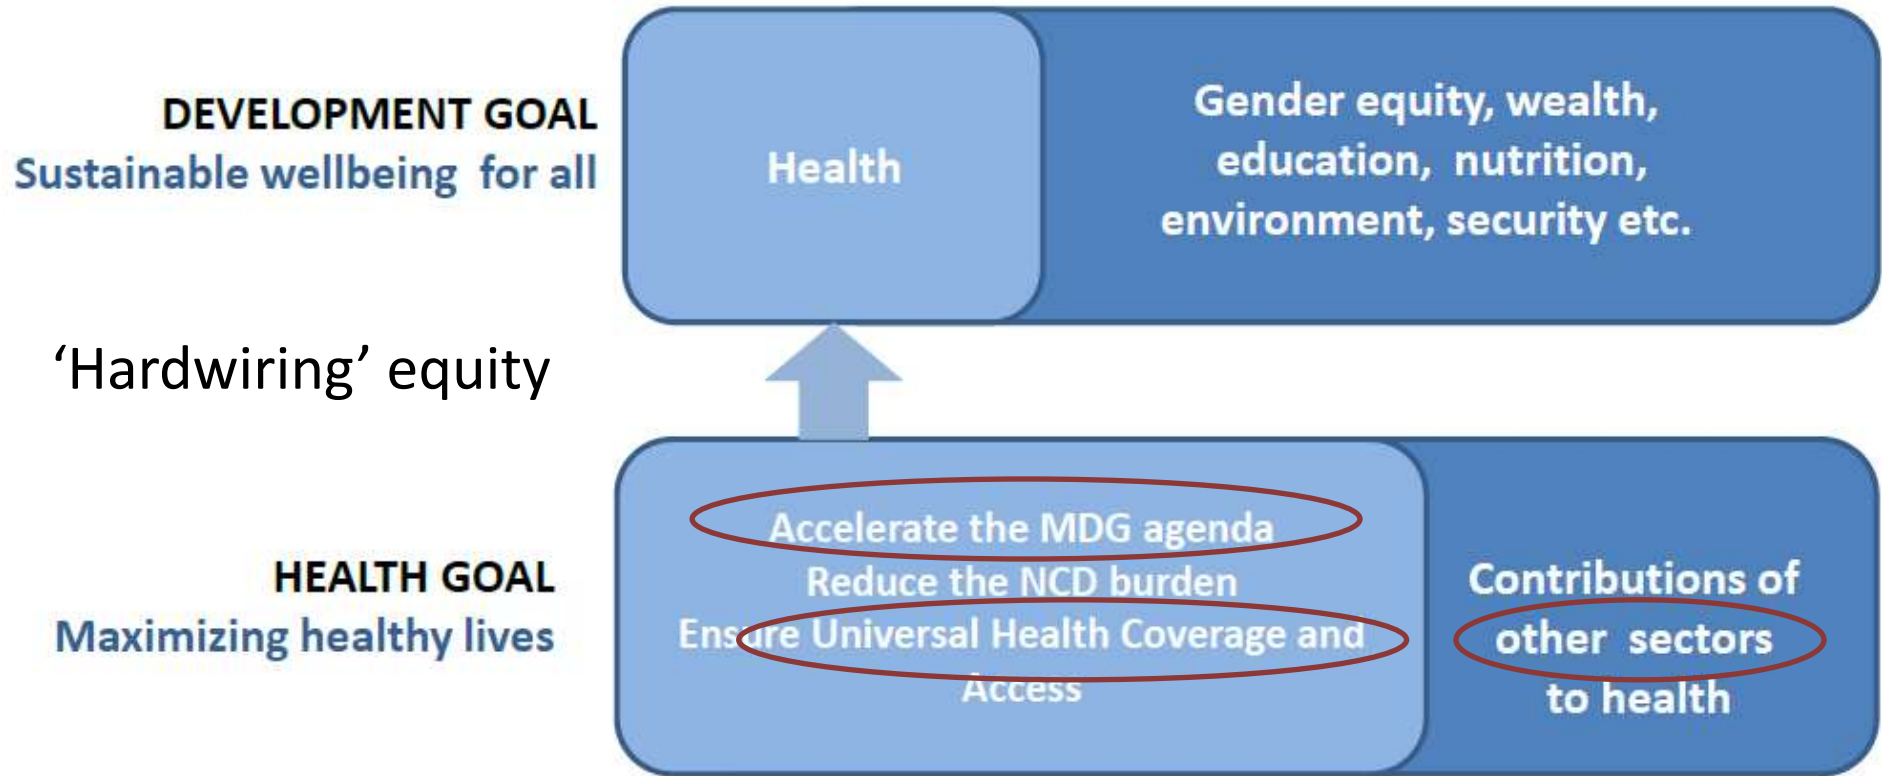 DEVELOPMENT GOAL
Sustainable wellbeing for all
Health
Gender equity, wealth,
education, nutrition,
environment, security etc.
‘Hardwiring’ equity
HEALTH GOAL
Maximizing healthy lives
Accelerate the MDG agenda
Reduce the NCD burden
Ensure Universal Health Coverage and
Access
Contributions of
other sectors
to health